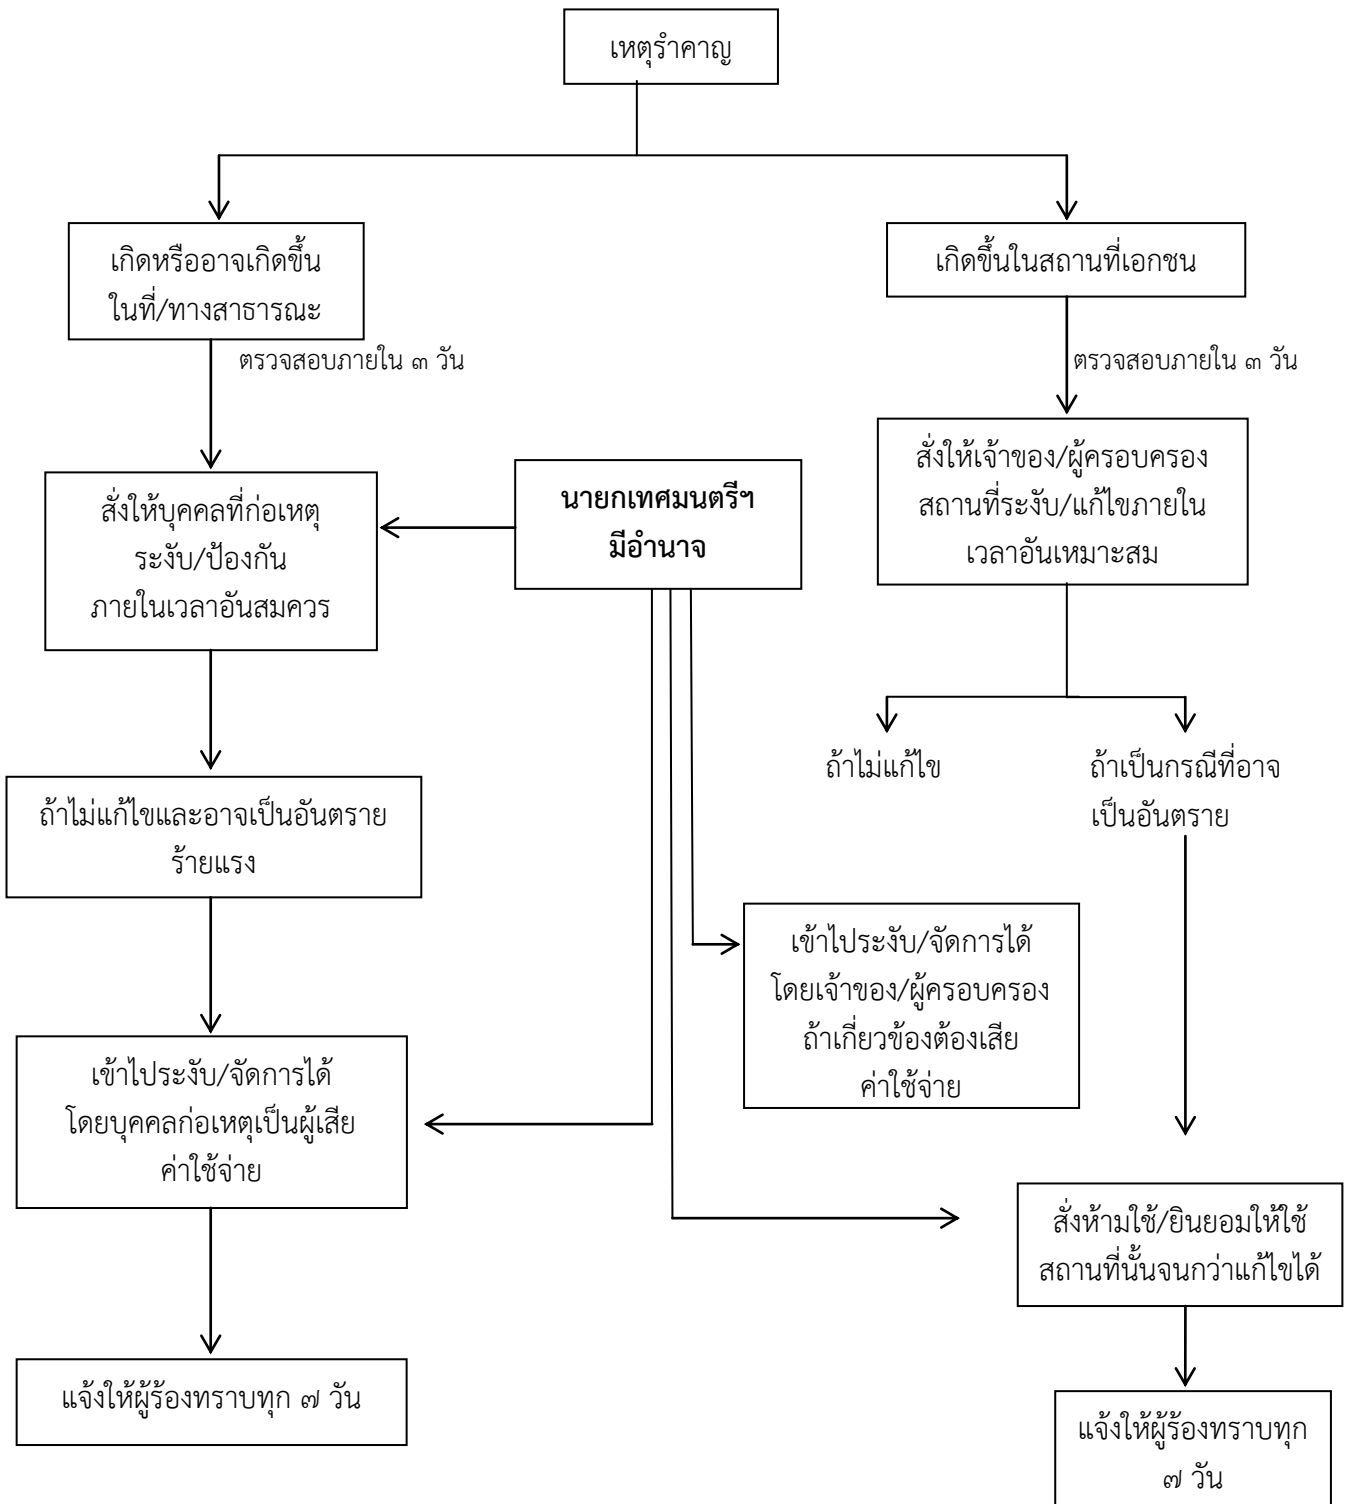 เหตุรำคาญ
เกิดหรืออาจเกิดขึ้น
ในที่/ทางสาธารณะ
เกิดขึ้นในสถานที่เอกชน
ตรวจสอบภายใน ๓ วัน
ตรวจสอบภายใน ๓ วัน
สั่งให้บุคคลที่ก่อเหตุ
ระงับ/ป้องกัน
ภายในเวลาอันสมควร
นายกเทศมนตรีฯ
มีอำนาจ
สั่งให้เจ้าของ/ผู้ครอบครอง
สถานที่ระงับ/แก้ไขภายใน
เวลาอันเหมาะสม
ถ้าไม่แก้ไข
ถ้าเป็นกรณีที่อาจ
เป็นอันตราย
ถ้าไม่แก้ไขและอาจเป็นอันตราย
ร้ายแรง
เข้าไประงับ/จัดการได้
โดยเจ้าของ/ผู้ครอบครอง
ถ้าเกี่ยวข้องต้องเสีย
ค่าใช้จ่าย
เข้าไประงับ/จัดการได้
โดยบุคคลก่อเหตุเป็นผู้เสีย
ค่าใช้จ่าย
สั่งห้ามใช้/ยินยอมให้ใช้
สถานที่นั้นจนกว่าแก้ไขได้
แจ้งให้ผู้ร้องทราบทุก ๗ วัน
แจ้งให้ผู้ร้องทราบทุก
๗ วัน